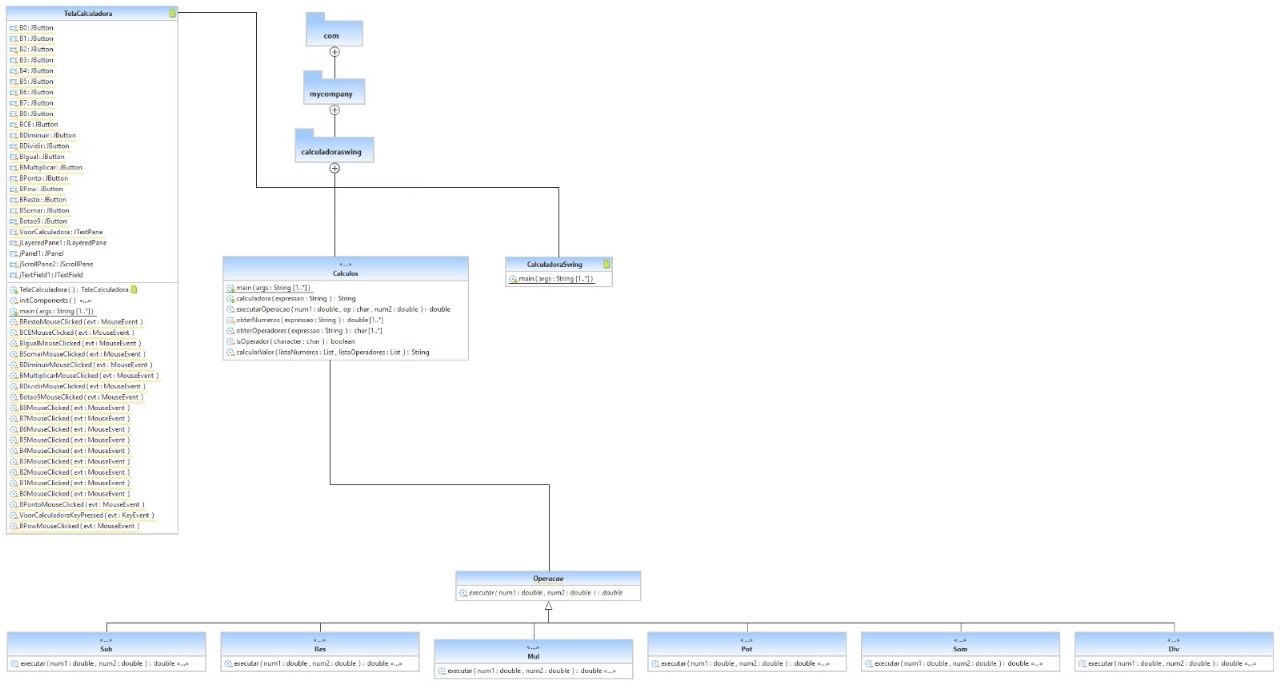 TelaCalculadora
B0 : JButton
B1 : JButton
B2 : JButton
B3 : JButton
B4 : JButton
B5 : JButton
B6 : JButton
B7 : JButton
B8 : JButton
BCE : JButton
BDiminuir : JButton
BDividir : JButton
BIgual : JButton
BMultiplicar : JButton
BPonto : JButton
BPow : JButton
BResto : JButton
BSomar : JButton
Botao9 : JButton
VisorCalculadora : JTextPane
jLayeredPane1 : JLayeredPane
jPanel1 : JPanel
jScrollPane2 : JScrollPane
jTextField1 : JTextField
TelaCalculadora ( ) : TelaCalculadora
initComponents ( ) «...»
main ( args : String [1..*] )
BRestoMouseClicked ( evt : MouseEvent )
BCEMouseClicked ( evt : MouseEvent )
BIgualMouseClicked ( evt : MouseEvent )
BSomarMouseClicked ( evt : MouseEvent )
BDiminuirMouseClicked ( evt : MouseEvent )
BMultiplicarMouseClicked ( evt : MouseEvent )
BDividirMouseClicked ( evt : MouseEvent )
Botao9MouseClicked ( evt : MouseEvent )
B8MouseClicked ( evt : MouseEvent )
B7MouseClicked ( evt : MouseEvent )
B6MouseClicked ( evt : MouseEvent )
B5MouseClicked ( evt : MouseEvent )
B4MouseClicked ( evt : MouseEvent )
B3MouseClicked ( evt : MouseEvent )
B2MouseClicked ( evt : MouseEvent )
B1MouseClicked ( evt : MouseEvent )
B0MouseClicked ( evt : MouseEvent )
BPontoMouseClicked ( evt : MouseEvent )
VisorCalculadoraKeyPressed ( evt : KeyEvent )
BPowMouseClicked ( evt : MouseEvent )
com
mycompany
calculadoraswing
«...»
Calculos
main ( args : String [1..*] )
calculadora ( expressao : String ) : String
executarOperacao ( num1 : double, op : char, num2 : double ) : double
obterNumeros ( expressao : String ) : double [1..*]
obterOperadores ( expressao : String ) : char [1..*]
isOperador ( character : char ) : boolean
calcularValor ( listaNumeros : List, listaOperadores : List ) : String
CalculadoraSwing
main ( args : String [1..*] )
Operacao
executar ( num1 : double, num2 : double ) : double
«...»
Sub
executar ( num1 : double, num2 : double ) : double «...»
«...»
Res
executar ( num1 : double, num2 : double ) : double «...»
«...»
Mul
executar ( num1 : double, num2 : double ) : double «...»
«...»
Pot
executar ( num1 : double, num2 : double ) : double «...»
«...»
Som
executar ( num1 : double, num2 : double ) : double «...»
«...»
Div
executar ( num1 : double, num2 : double ) : double «...»